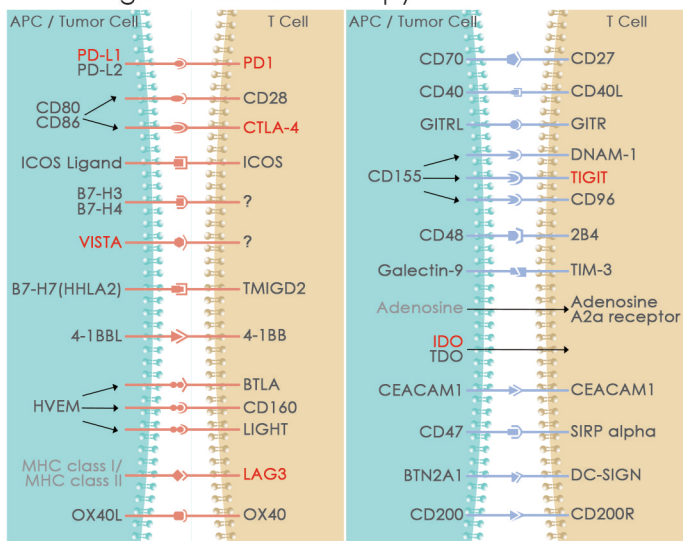 APC / Tumor Cell
T Cell
PD-L1
PD-L2
PD1
CD80
CD86
CD28
CTLA-4
ICOS Ligand
ICOS
B7-H3
B7-H4
?
VISTA
?
B7-H7(HHLA2)
TMIGD2
4-1BBL
4-1BB
HVEM
BTLA
CD160
LIGHT
MHC class I/
MHC class II
LAG3
OX40L
OX40
APC / Tumor Cell
T Cell
CD70
CD27
CD40
CD40L
GITRL
GITR
CD155
DNAM-1
TIGIT
CD96
CD48
2B4
Galectin-9
TIM-3
Adenosine
Adenosine
A2a receptor
IDO
TDO
CEACAM1
CEACAM1
CD47
SIRP alpha
BTN2A1
DC-SIGN
CD200
CD200R